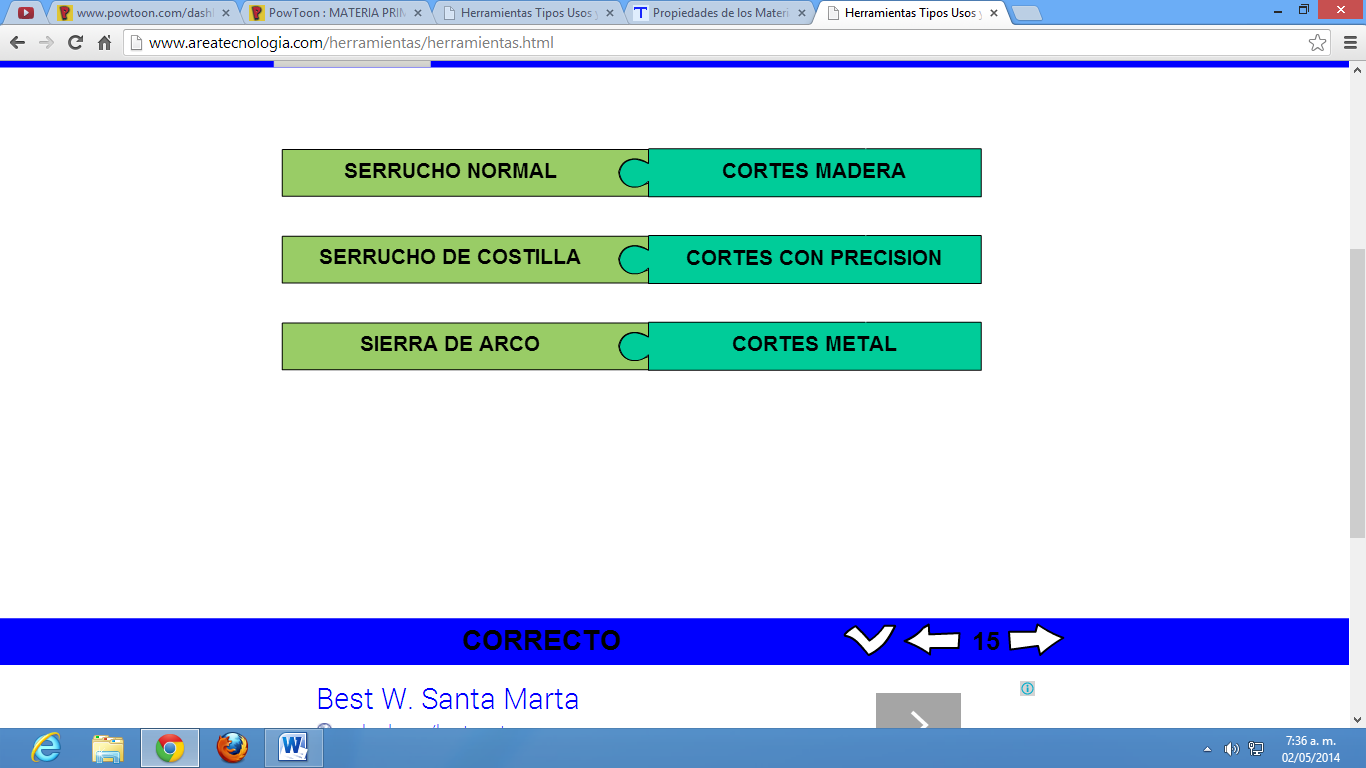 www.powtoon.com/dash
PowToon : MATERIA PRI
Herramientas Tipos Usos y
Propiedades de los Materi
Herramientas Tipos Usos y
www.areatecnologia.com/herramientas/herramientas.html
SERRUCHO NORMAL CORTES MADERA
SERRUCHO DE COSTILLA CORTES CON PRECISION
SIERRA DE ARCO CORTES METAL
CORRECTO 15
Best W. Santa Marta
7:36 a. m.
02/05/2014